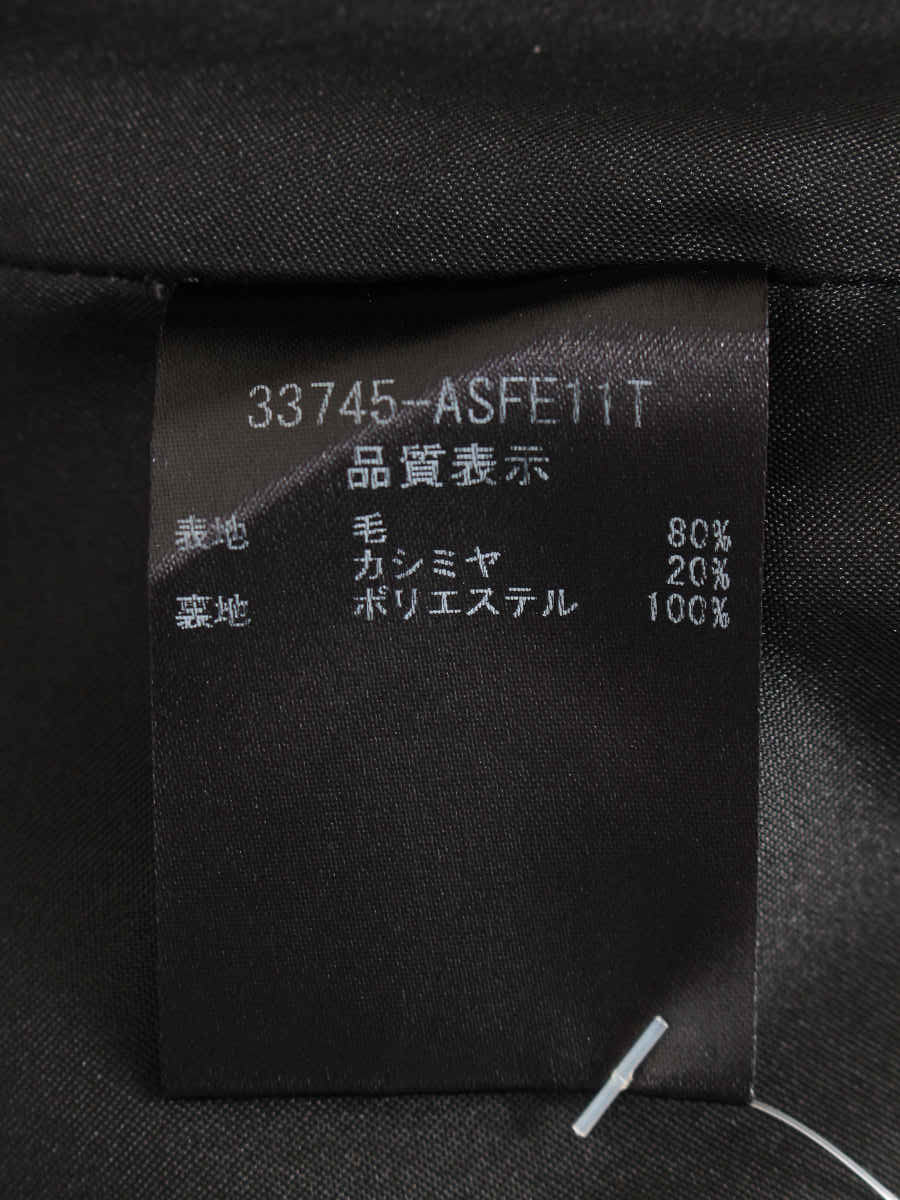 33745-ASFE11T
品質表示
表地 毛 80%
カシミヤ 20%
裏地 ポリエステル 100%